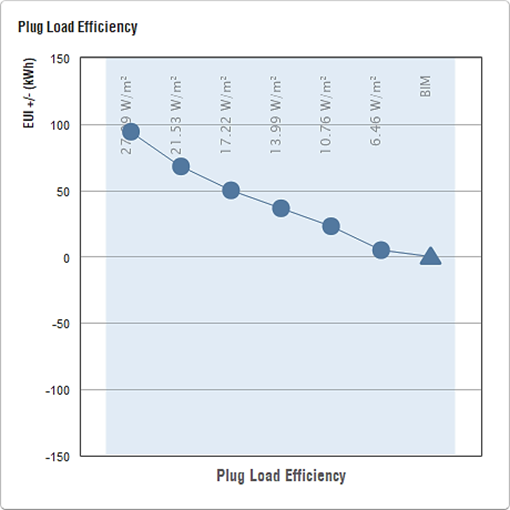 Plug Load Efficiency
EUI +/- (kWh)
150
100
50
0
-50
-100
-150
21.53 W/m²
17.22 W/m²
13.99 W/m²
10.76 W/m²
6.46 W/m²
BIM
Plug Load Efficiency